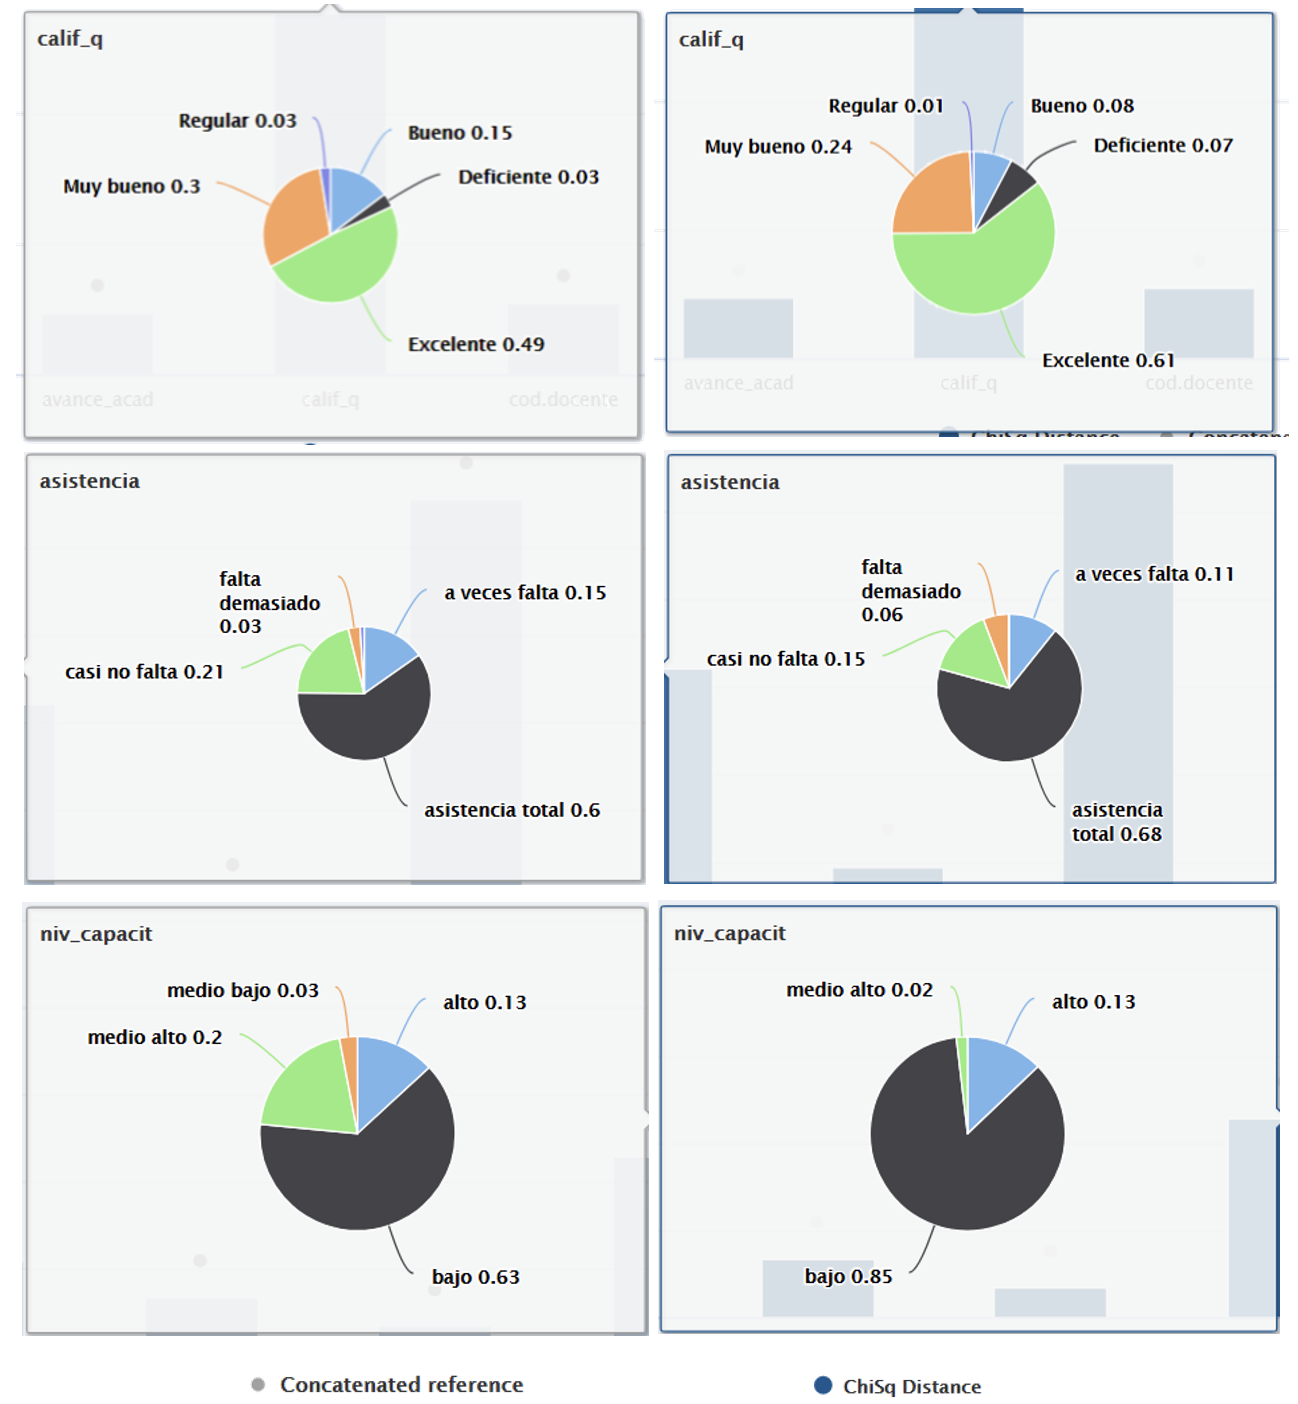 calif_q
Regular 0.03
Bueno 0.15
Muy bueno 0.3
Deficiente 0.03
Excelente 0.49
avance_acad
calif_q
cod.docente
calif_q
Regular 0.01
Bueno 0.08
Muy bueno 0.24
Deficiente 0.07
Excelente 0.61
avance_acad
calif_q
cod.docente
ChiSq Distance
asistencia
falta
demasiado
0.03
a veces falta 0.15
casi no falta 0.21
asistencia total 0.6
asistencia
falta
demasiado
0.06
a veces falta 0.11
casi no falta 0.15
asistencia
total 0.68
niv_capacit
medio bajo 0.03
alto 0.13
medio alto 0.2
bajo 0.63
niv_capacit
medio alto 0.02
alto 0.13
bajo 0.85
Concatenated reference
ChiSq Distance